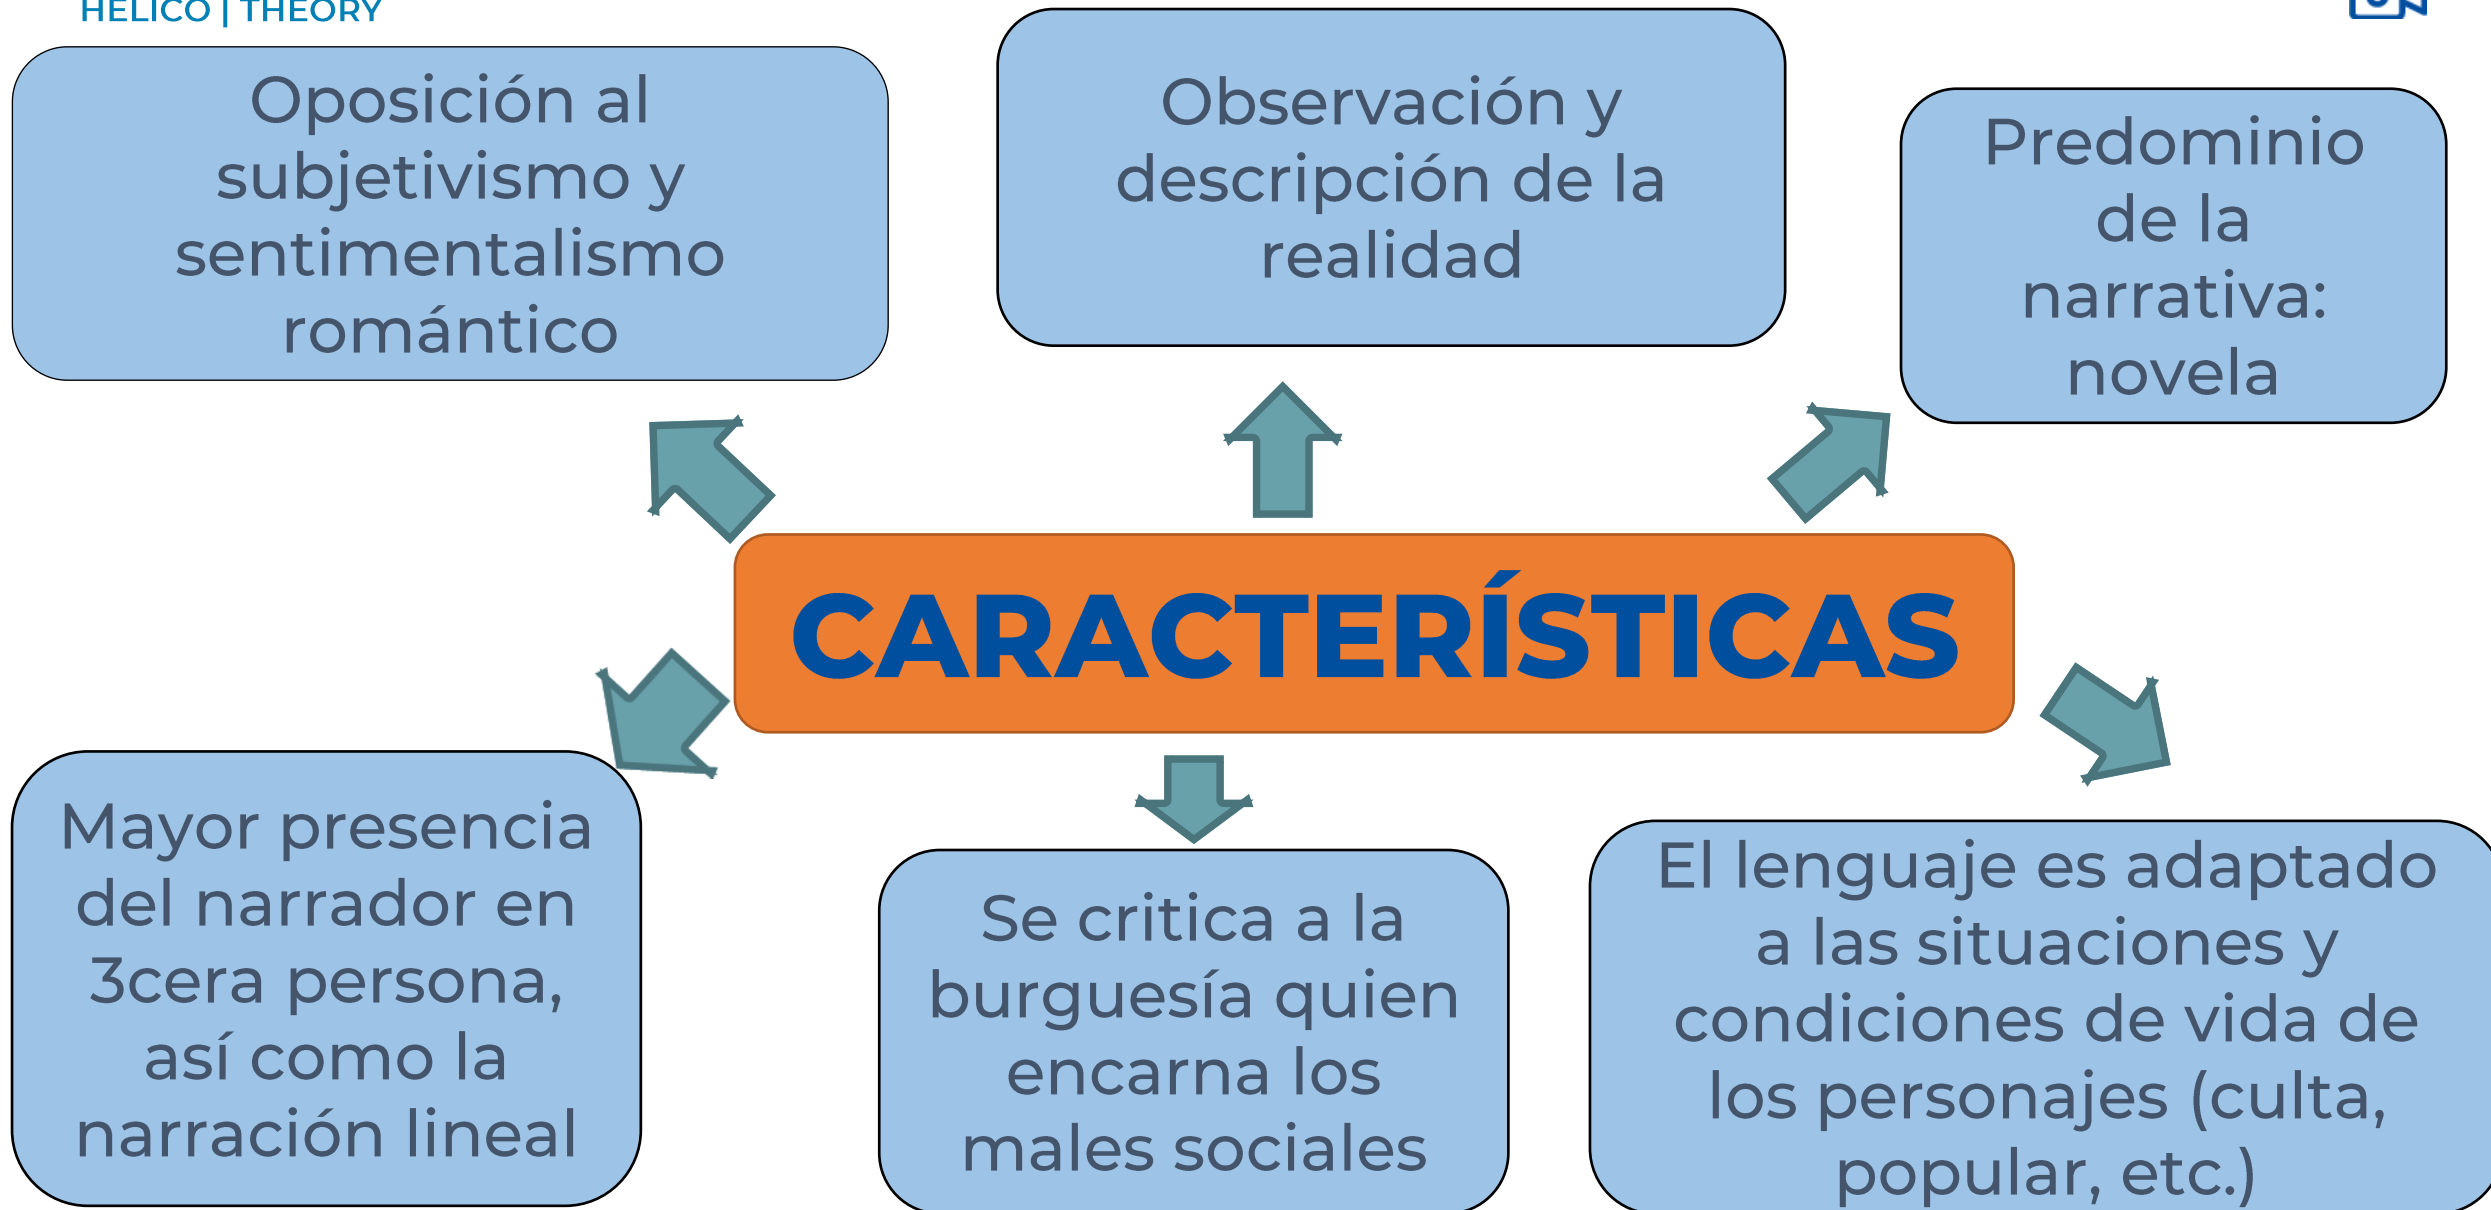 HELICO | THEORY
Oposición al
subjetivismo y
sentimentalismo
romántico
Observación y
descripción de la
realidad
Predominio
de la
narrativa:
novela
CARACTERÍSTICAS
Mayor presencia
del narrador en
3cera persona,
así como la
narración lineal
Se critica a la
burguesía quien
encarna los
males sociales
El lenguaje es adaptado
a las situaciones y
condiciones de vida de
los personajes (culta,
popular, etc.)